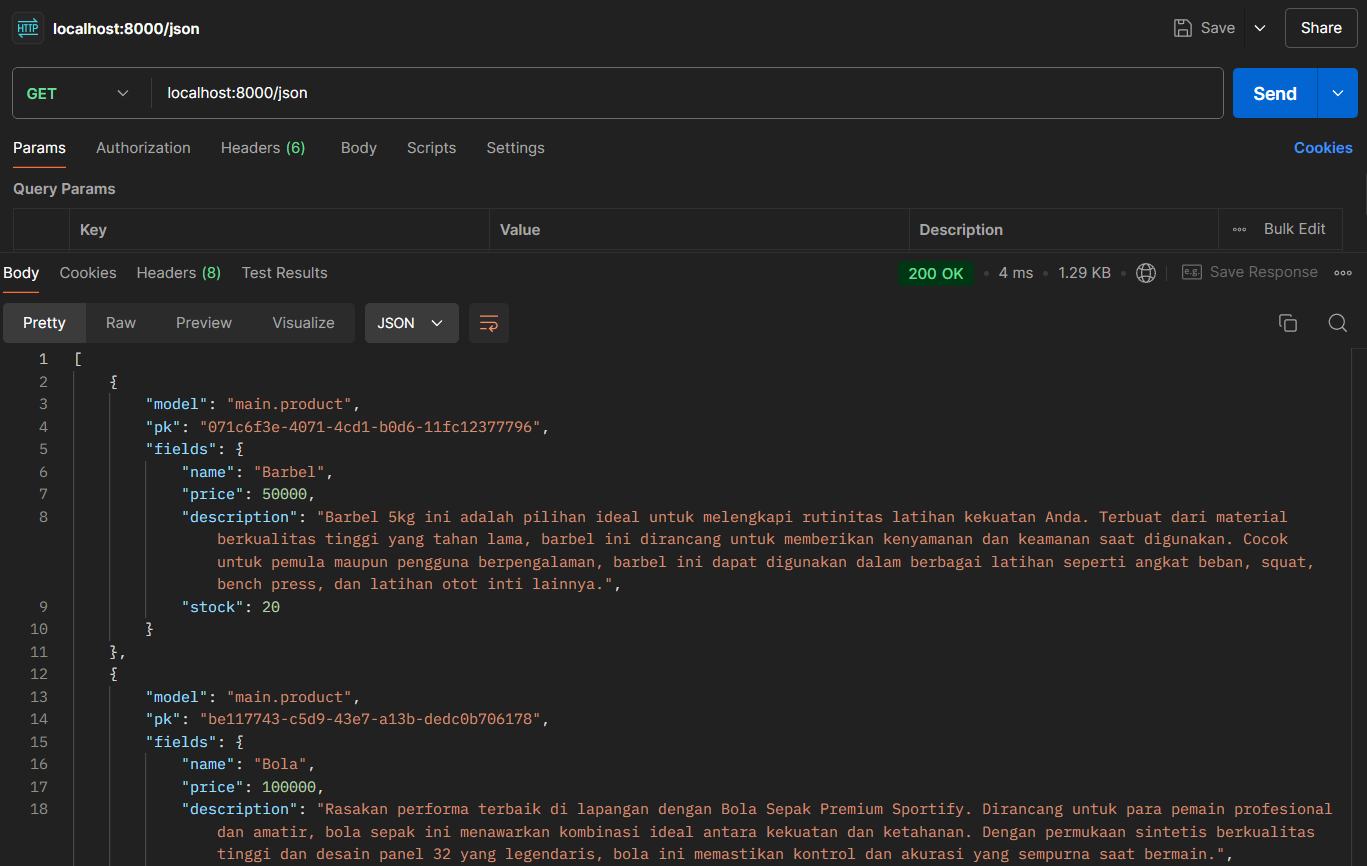 HTTP localhost:8000/json Save Share
GET localhost:8000/json Send
Params Authorization Headers (6) Body Scripts Settings Cookies
Query Params
Key Value Description Bulk Edit
Body Cookies Headers (8) Test Results 200 OK 4 ms 1.29 KB e.g. Save Response
Pretty Raw Preview Visualize JSON
1 [
2 {
3 "model": "main.product",
4 "pk": "071c6f3e-4071-4cd1-b0d6-11fc12377796",
5 "fields": {
6 "name": "Barbel",
7 "price": 50000,
8 "description": "Barbel 5kg ini adalah pilihan ideal untuk melengkapi rutinitas latihan kekuatan Anda. Terbuat dari material
berkualitas tinggi yang tahan lama, barbel ini dirancang untuk memberikan kenyamanan dan keamanan saat digunakan. Cocok
untuk pemula maupun pengguna berpengalaman, barbel ini dapat digunakan dalam berbagai latihan seperti angkat beban, squat,
bench press, dan latihan otot inti lainnya.",
9 "stock": 20
10 }
11 },
12 {
13 "model": "main.product",
14 "pk": "be117743-c5d9-43e7-a13b-dedc0b706178",
15 "fields": {
16 "name": "Bola",
17 "price": 100000,
18 "description": "Rasakan performa terbaik di lapangan dengan Bola Sepak Premium Sportify. Dirancang untuk para pemain profesional
dan amatir, bola sepak ini menawarkan kombinasi ideal antara kekuatan dan ketahanan. Dengan permukaan sintetis berkualitas
tinggi dan desain panel 32 yang legendaris, bola ini memastikan kontrol dan akurasi yang sempurna saat bermain.",